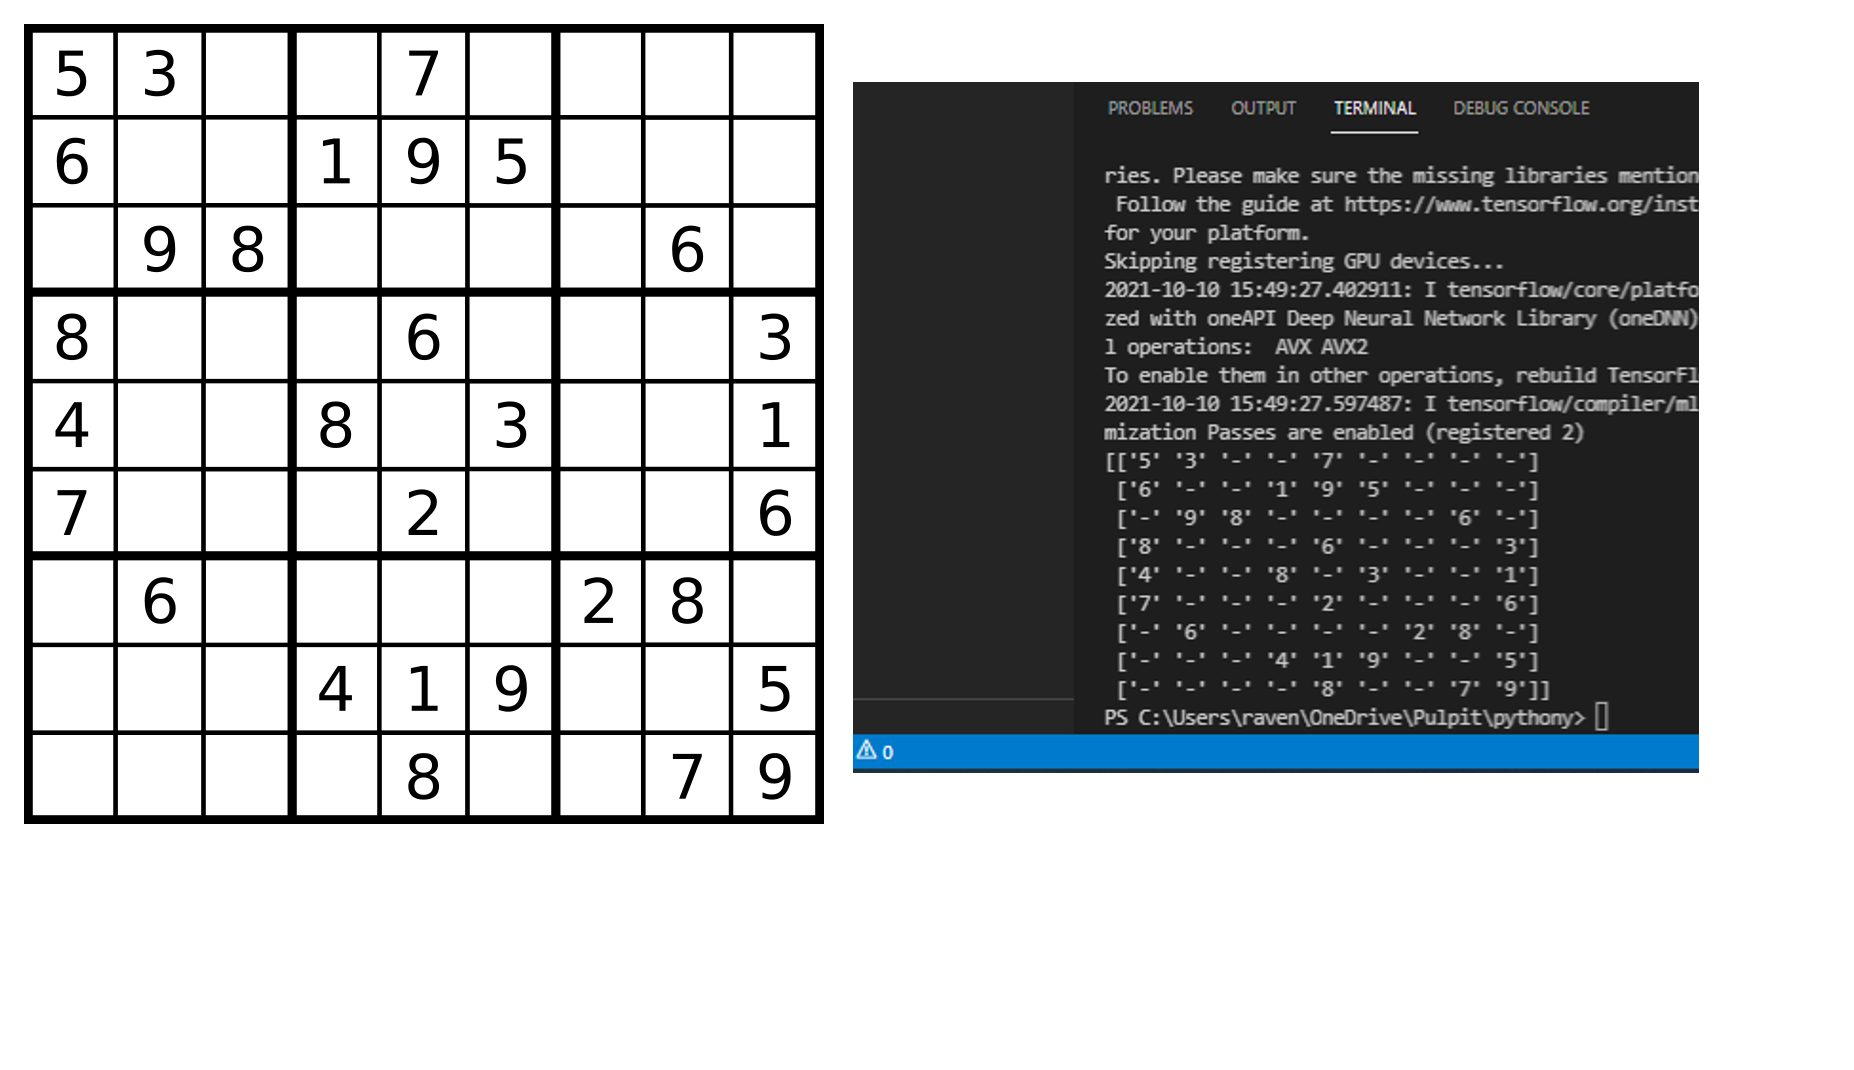 5 3 7
6 1 9 5
9 8 6
8 6 3
4 8 3 1
7 2 6
6 2 8
4 1 9 5
8 7 9
PROBLEMS OUTPUT TERMINAL DEBUG CONSOLE
ries. Please make sure the missing libraries mention
Follow the guide at https://www.tensorflow.org/inst
for your platform.
Skipping registering GPU devices...
2021-10-10 15:49:27.402911: I tensorflow/core/platfo
zed with oneAPI Deep Neural Network Library (oneDNN)
l operations:  AVX AVX2
To enable them in other operations, rebuild TensorFl
2021-10-10 15:49:27.597487: I tensorflow/compiler/ml
mization Passes are enabled (registered 2)
[['5' '3' '-' '-' '7' '-' '-' '-' '-']
['6' '-' '-' '1' '9' '5' '-' '-' '-']
['-' '9' '8' '-' '-' '-' '-' '6' '-']
['8' '-' '-' '-' '6' '-' '-' '-' '3']
['4' '-' '-' '8' '-' '3' '-' '-' '1']
['7' '-' '-' '-' '2' '-' '-' '-' '6']
['-' '6' '-' '-' '-' '-' '2' '8' '-']
['-' '-' '-' '4' '1' '9' '-' '-' '5']
['-' '-' '-' '-' '8' '-' '-' '7' '9']]
PS C:\Users\raven\OneDrive\Pulpit\pythony>
0